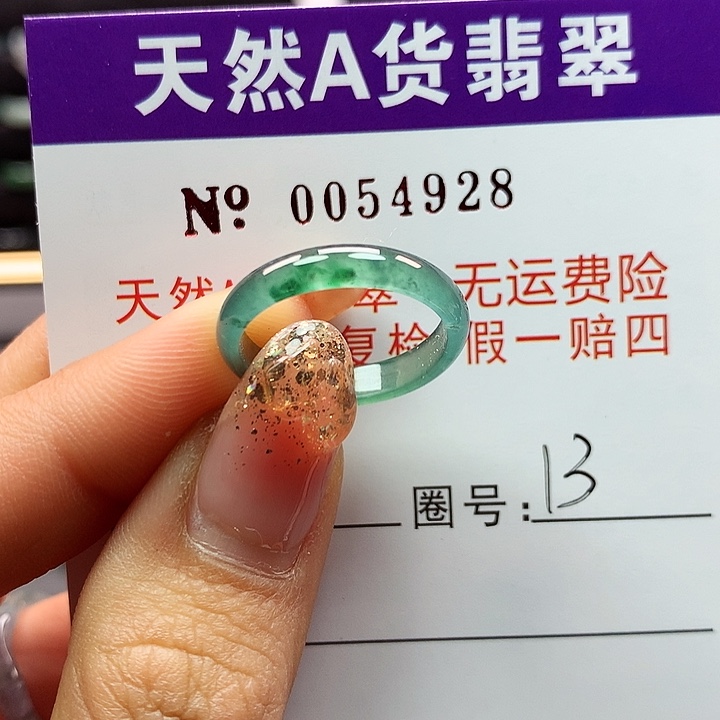 天然A货翡翠
No 0054928
天然 翠 无运费险
复检 假一赔四
圈号: 13